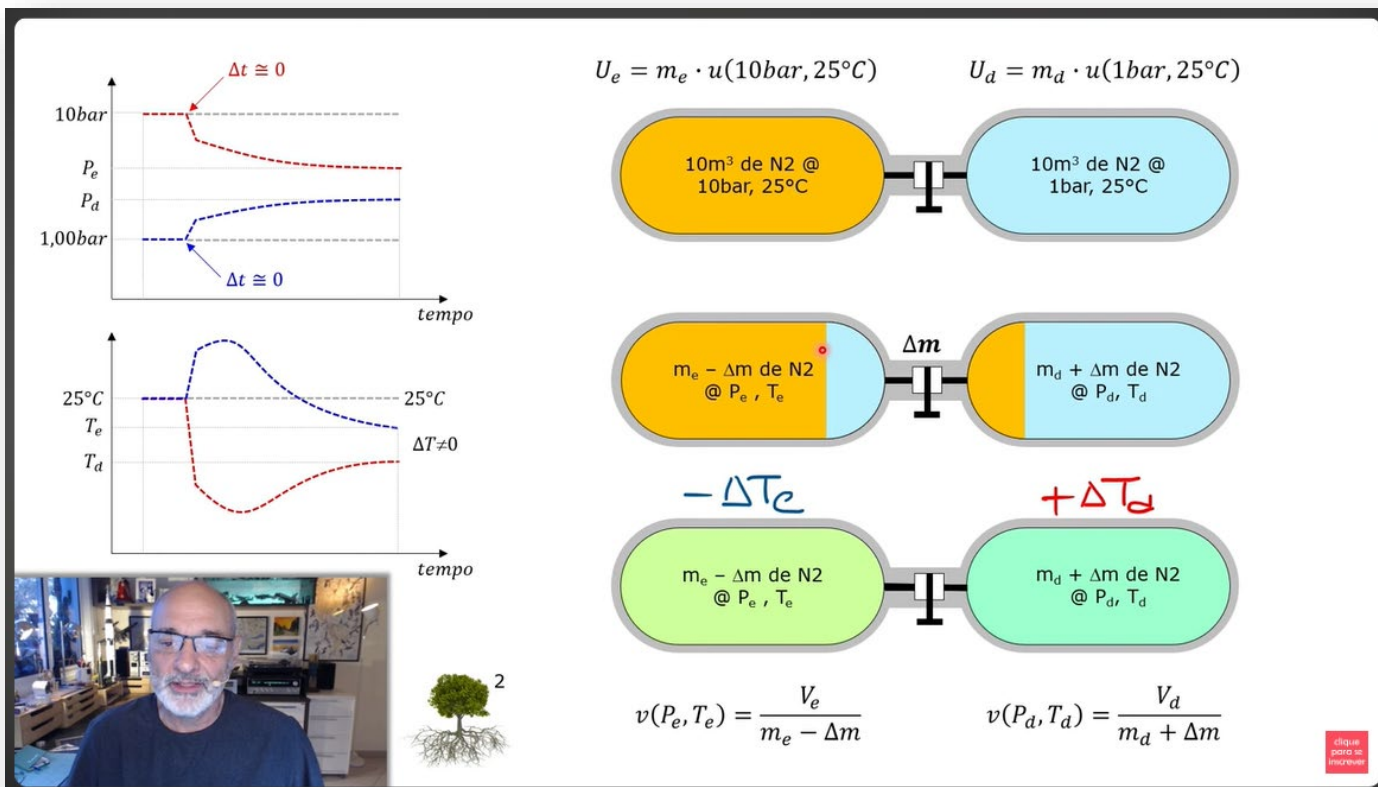 Δt ≅ 0
10bar
P_e
P_d
1,00bar
Δt ≅ 0
tempo
25°C
T_e
T_d
25°C
ΔT≠0
tempo
2
U_e = m_e · u(10bar, 25°C)
U_d = m_d · u(1bar, 25°C)
10m³ de N2 @
10bar, 25°C
10m³ de N2 @
1bar, 25°C
m_e – Δm de N2
@ P_e , T_e
Δm
m_d + Δm de N2
@ P_d, T_d
-ΔTe
+ΔTd
m_e – Δm de N2
@ P_e , T_e
m_d + Δm de N2
@ P_d, T_d
v(P_e, T_e) = V_e / (m_e − Δm)
v(P_d, T_d) = V_d / (m_d + Δm)
clique
para se
inscrever